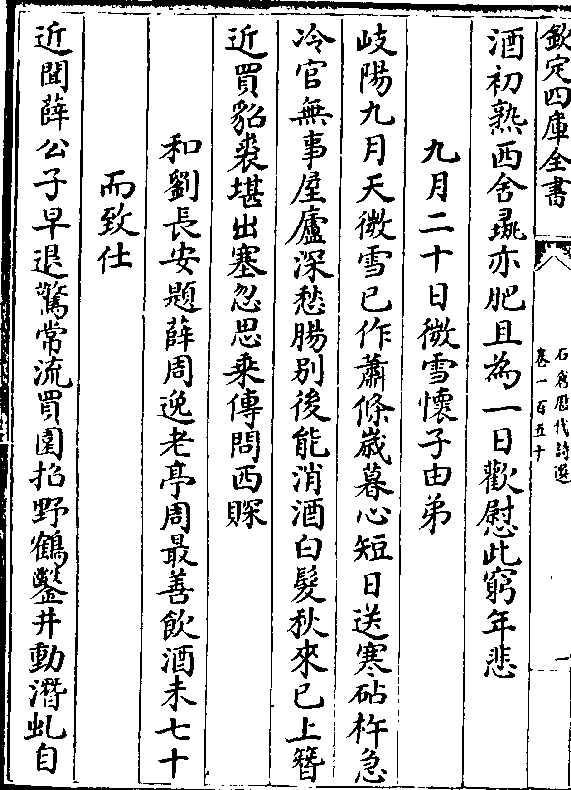 欽定四庫全書
石倉歷代詩選
卷一百五十
一
酒初熟西舍彘亦肥且為一日歡慰此窮年悲
九月二十日微雪懷子由弟
岐陽九月天微雪已作蕭條歲暮心短日送寒砧杵急
冷官無事屋廬深愁腸別後能消酒白髮秋來已上簪
近買貂裘堪出塞忽思乗傳問西賝
和劉長安題薛周逸老亭周最善飲酒未七十
而致仕
近聞薛公子早退驚常流買園招野鶴鑿井動潛虬自